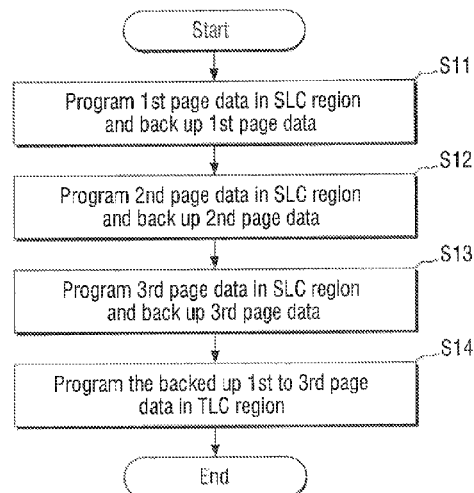 Start
S11
Program 1st page data in SLC region
and back up 1st page data
S12
Program 2nd page data in SLC region
and back up 2nd page data
S13
Program 3rd page data in SLC region
and back up 3rd page data
S14
Program the backed up 1st to 3rd page
data in TLC region
End